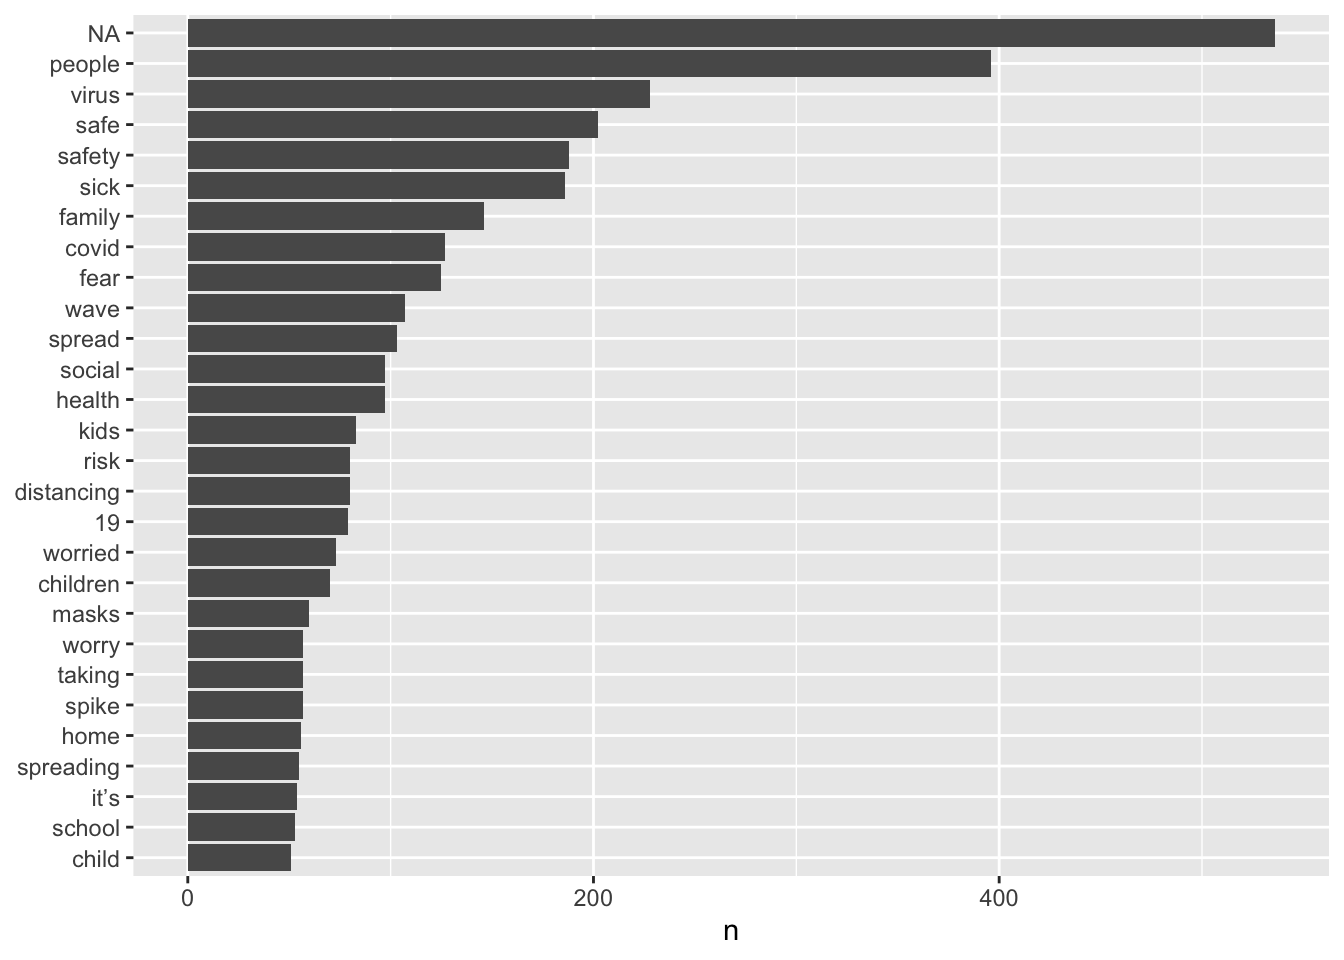 NA
people
virus
safe
safety
sick
family
covid
fear
wave
spread
social
health
kids
risk
distancing
19
worried
children
masks
worry
taking
spike
home
spreading
it’s
school
child
0 200 400
n